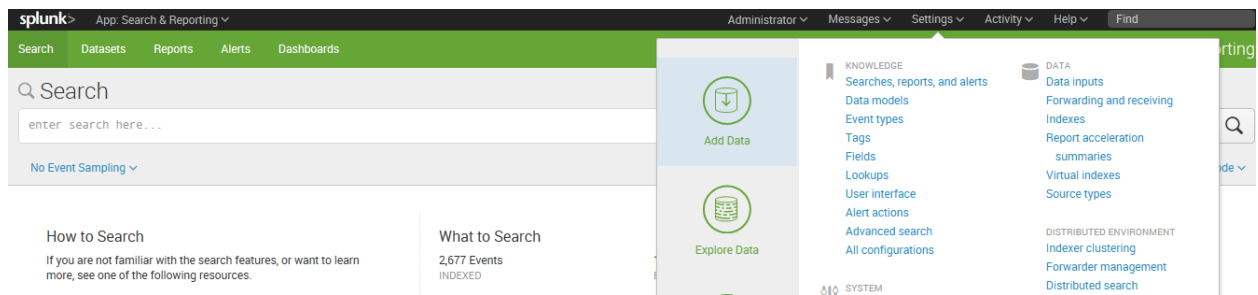 splunk> App: Search & Reporting Administrator Messages Settings Activity Help Find
Search Datasets Reports Alerts Dashboards rting
Search
enter search here...
No Event Sampling
ode
How to Search
If you are not familiar with the search features, or want to learn
more, see one of the following resources.
What to Search
2,677 Events
INDEXED
Add Data
Explore Data
KNOWLEDGE
Searches, reports, and alerts
Data models
Event types
Tags
Fields
Lookups
User interface
Alert actions
Advanced search
All configurations
SYSTEM
DATA
Data inputs
Forwarding and receiving
Indexes
Report acceleration
summaries
Virtual indexes
Source types
DISTRIBUTED ENVIRONMENT
Indexer clustering
Forwarder management
Distributed search